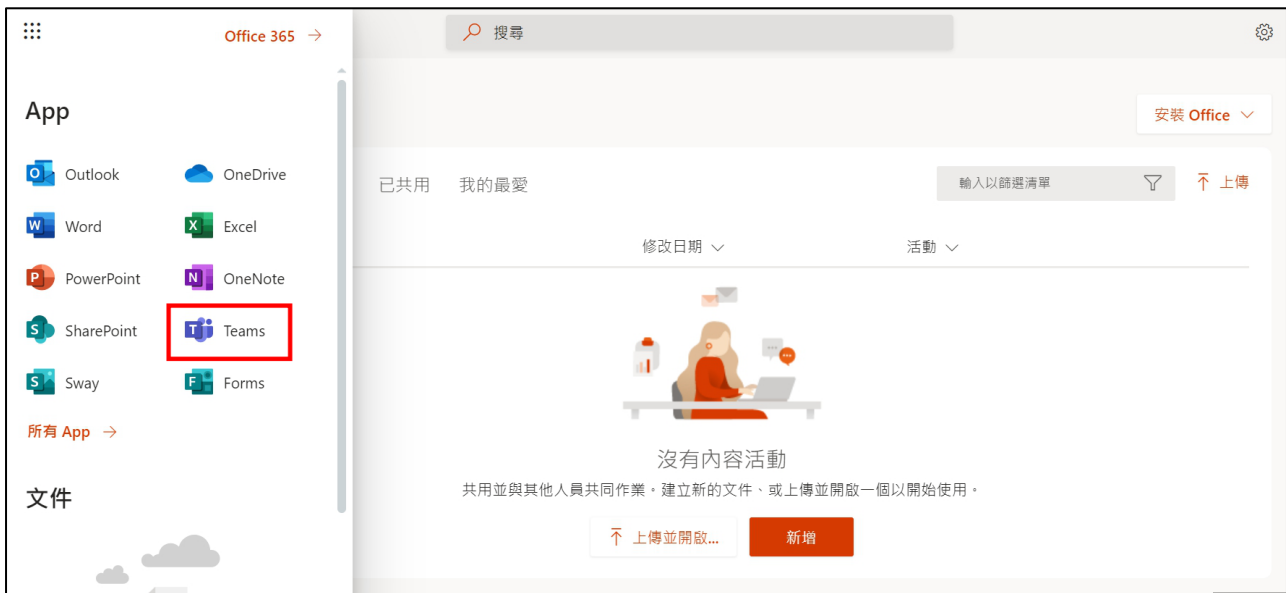 Office 365 →
搜尋
App
安裝 Office
Outlook
OneDrive
已共用
我的最愛
輸入以篩選清單
上傳
Word
Excel
修改日期
活動
PowerPoint
OneNote
SharePoint
Teams
Sway
Forms
所有 App →
沒有內容活動
文件
共用並與其他人員共同作業。建立新的文件、或上傳並開啟一個以開始使用。
上傳並開啟...
新增